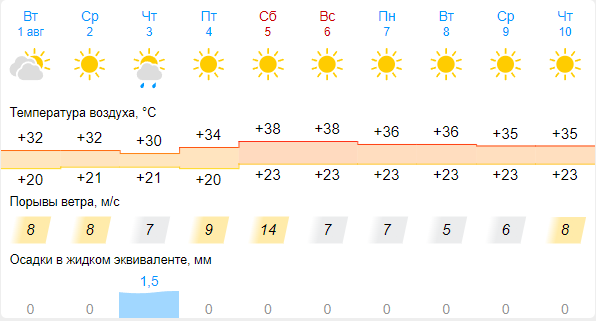 Вт Ср Чт Пт Сб Вс Пн Вт Ср Чт
1 авг 2 3 4 5 6 7 8 9 10
Температура воздуха, °C
+32 +32 +30 +34 +38 +38 +36 +36 +35 +35
+20 +21 +21 +20 +23 +23 +23 +23 +23 +23
Порывы ветра, м/с
8 8 7 9 14 7 7 5 6 8
Осадки в жидком эквиваленте, мм
1,5
0 0 0 0 0 0 0 0 0